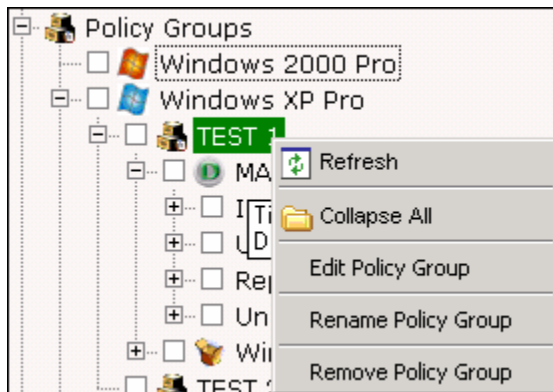 Policy Groups
Windows 2000 Pro
Windows XP Pro
TEST 1
Refresh
Collapse All
Edit Policy Group
Rename Policy Group
Remove Policy Group